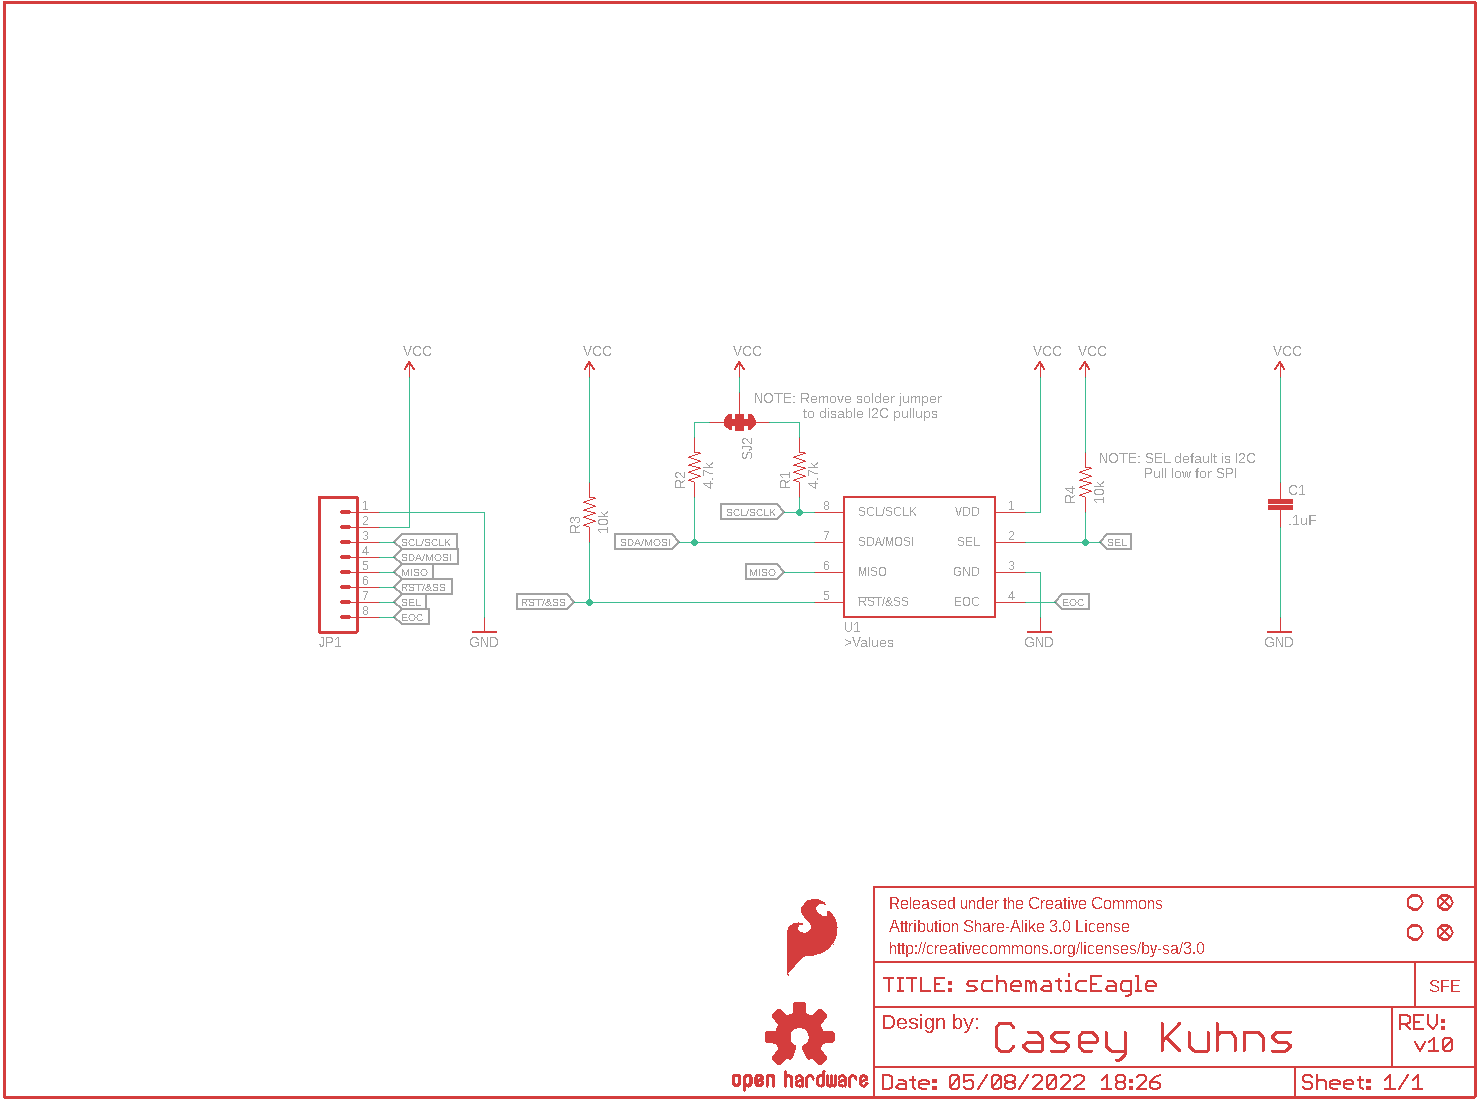 VCC
VCC
VCC
VCC
VCC
VCC
NOTE: Remove solder jumper
to disable I2C pullups
SJ2
R2
4.7k
R1
4.7k
NOTE: SEL default is I2C
Pull low for SPI
R4
10k
C1
.1uF
R3
10k
1
2
3
4
5
6
7
8
SCL/SCLK
SDA/MOSI
MISO
RST/&SS
SEL
EOC
JP1
GND
SCL/SCLK
SDA/MOSI
MISO
RST/&SS
8
7
6
5
SCL/SCLK
SDA/MOSI
MISO
RST/&SS
VDD
SEL
GND
EOC
1
2
3
4
SEL
EOC
U1
>Values
GND
GND
Released under the Creative Commons
Attribution Share-Alike 3.0 License
http://creativecommons.org/licenses/by-sa/3.0
TITLE: schematicEagle
SFE
Design by: Casey Kuhns
REV:
v10
open hardware
Date: 05/08/2022 18:26
Sheet: 1/1